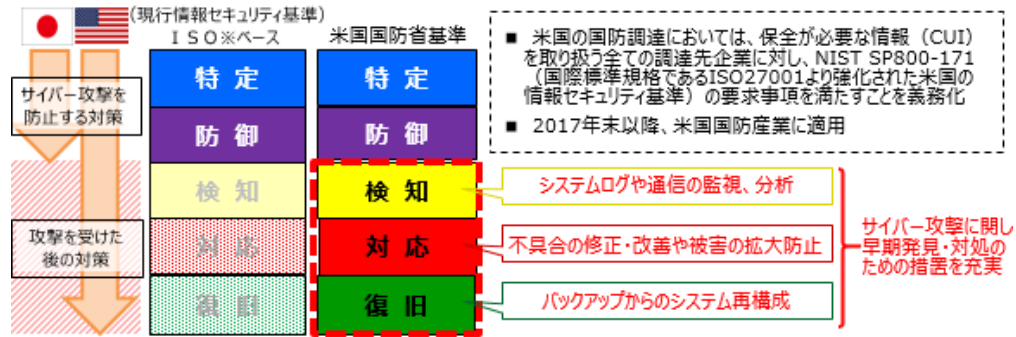 (現行情報セキュリティ基準)
ISO※ベース
米国国防省基準
サイバー攻撃を
防止する対策
攻撃を受けた
後の対策
特 定
防 御
検 知
対 応
復 旧
特 定
防 御
検 知
対 応
復 旧
■ 米国の国防調達においては、保全が必要な情報（CUI）
を取り扱う全ての調達先企業に対し、NIST SP800-171
（国際標準規格であるISO27001より強化された米国の
情報セキュリティ基準）の要求事項を満たすことを義務化
■ 2017年末以降、米国国防産業に適用
システムログや通信の監視、分析
不具合の修正・改善や被害の拡大防止
バックアップからのシステム再構成
サイバー攻撃に関し
早期発見・対処の
ための措置を充実